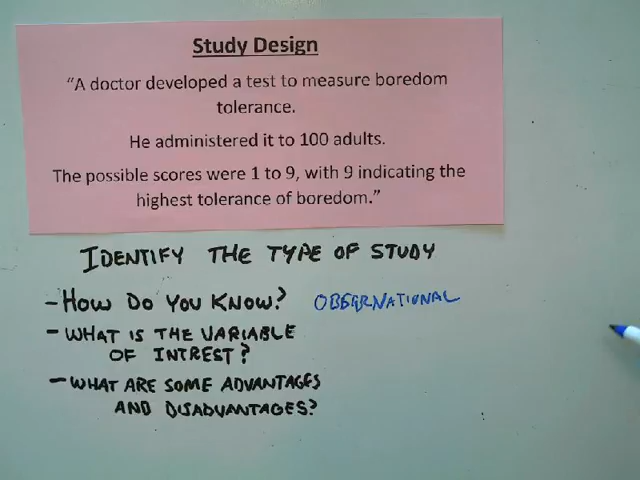 Study Design
"A doctor developed a test to measure boredom
tolerance.
He administered it to 100 adults.
The possible scores were 1 to 9, with 9 indicating the
highest tolerance of boredom."
IDENTIFY THE TYPE OF STUDY
- HOW DO YOU KNOW? OBSERNATIONAL
- WHAT IS THE VARIABLE
OF INTREST?
- WHAT ARE SOME ADVANTAGES
AND DISADVANTAGES?